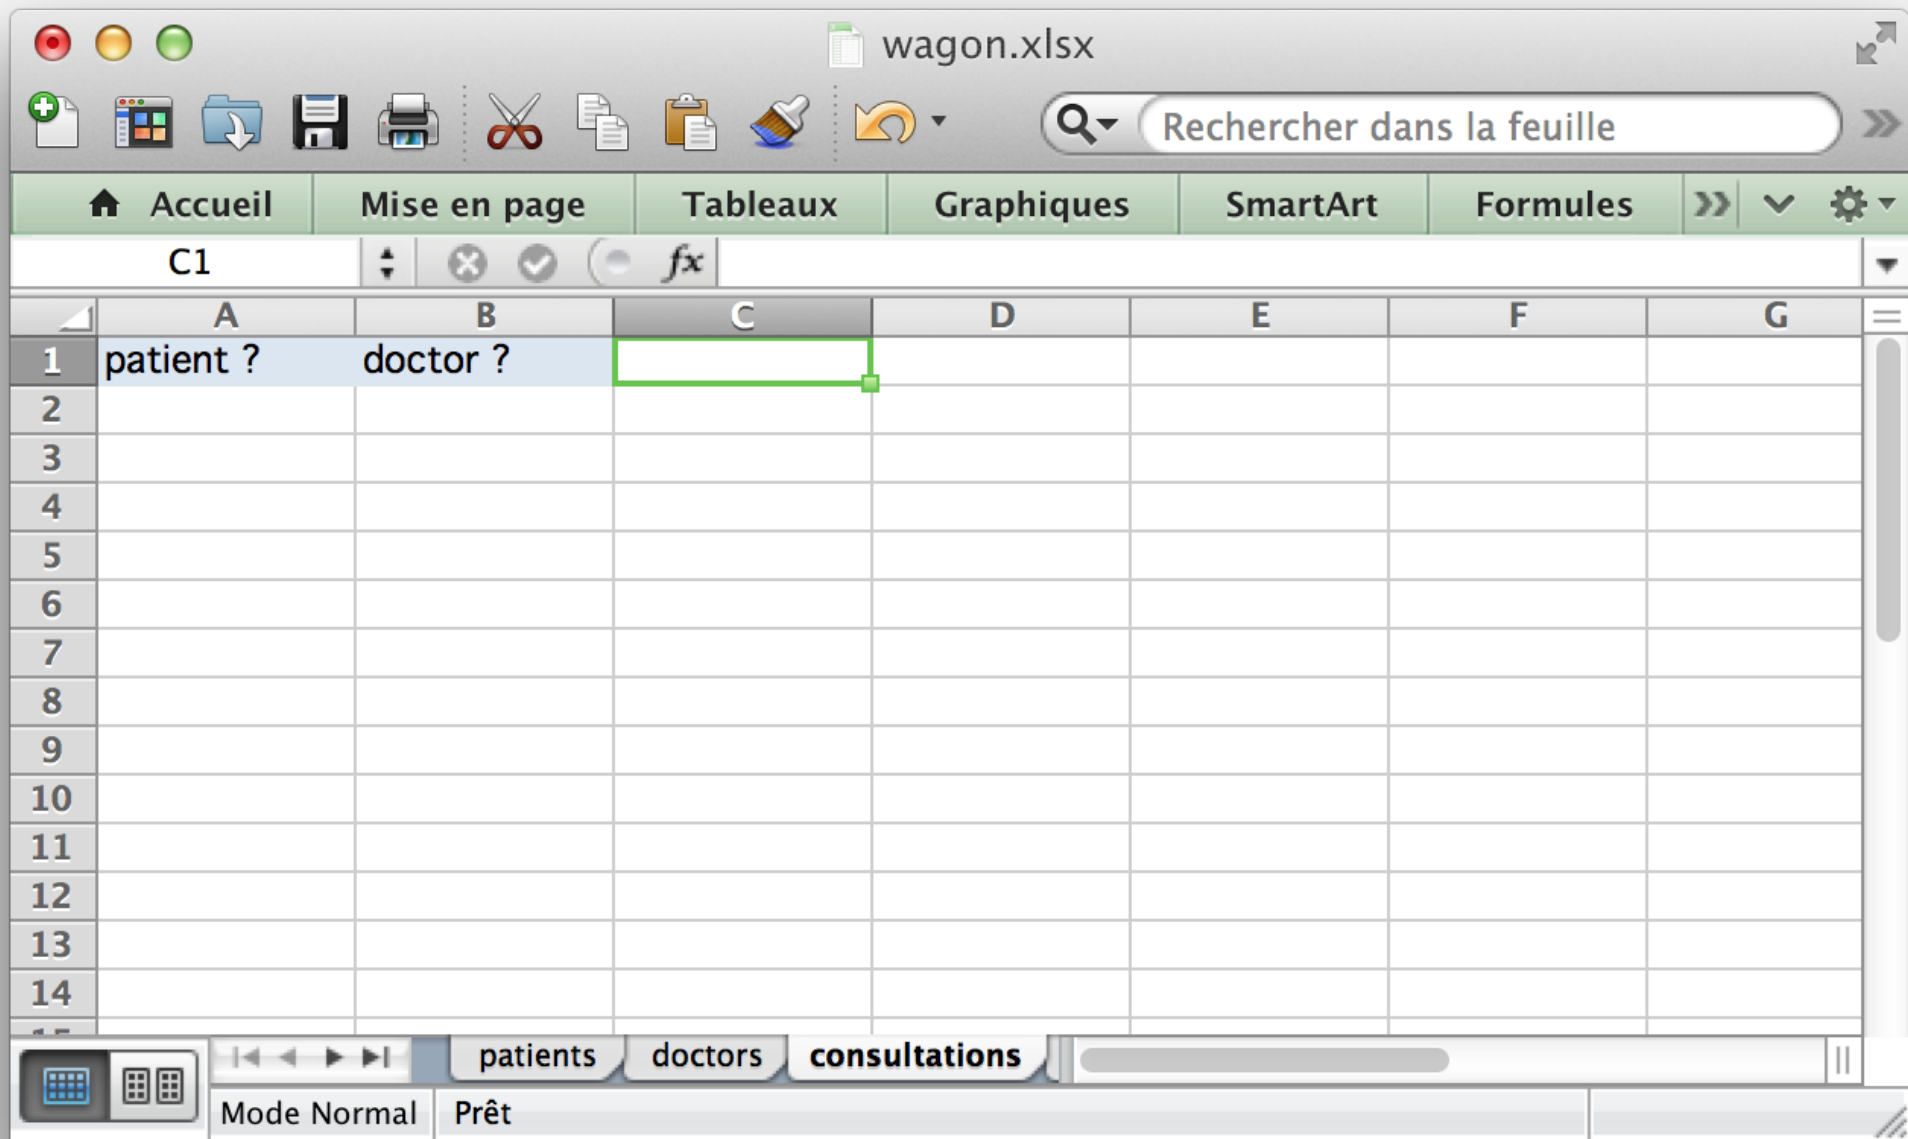 wagon.xlsx
Rechercher dans la feuille
Accueil Mise en page Tableaux Graphiques SmartArt Formules
C1 fx
A B C D E F G
1 patient ? doctor ?
2
3
4
5
6
7
8
9
10
11
12
13
14
15
patients doctors consultations
Mode Normal Prêt